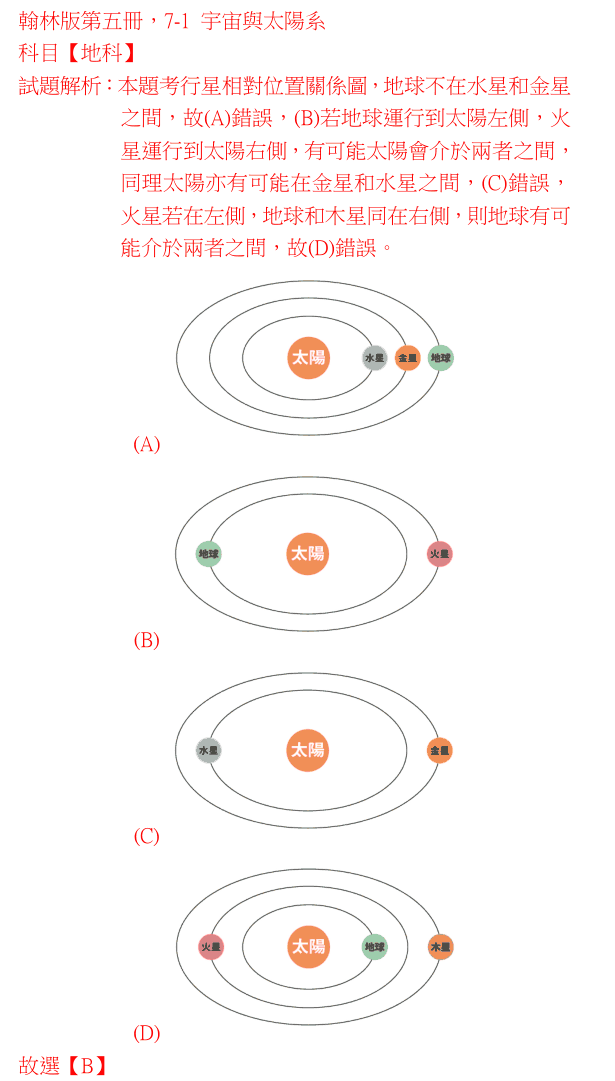 翰林版第五冊，7-1 宇宙與太陽系
科目【地科】
試題解析：本題考行星相對位置關係圖，地球不在水星和金星
之間，故(A)錯誤，(B)若地球運行到太陽左側，火
星運行到太陽右側，有可能太陽會介於兩者之間，
同理太陽亦有可能在金星和水星之間，(C)錯誤，
火星若在左側，地球和木星同在右側，則地球有可
能介於兩者之間，故(D)錯誤。
太陽 水星 金星 地球
(A)
地球 太陽 火星
(B)
水星 太陽 金星
(C)
火星 太陽 地球 木星
(D)
故選【B】